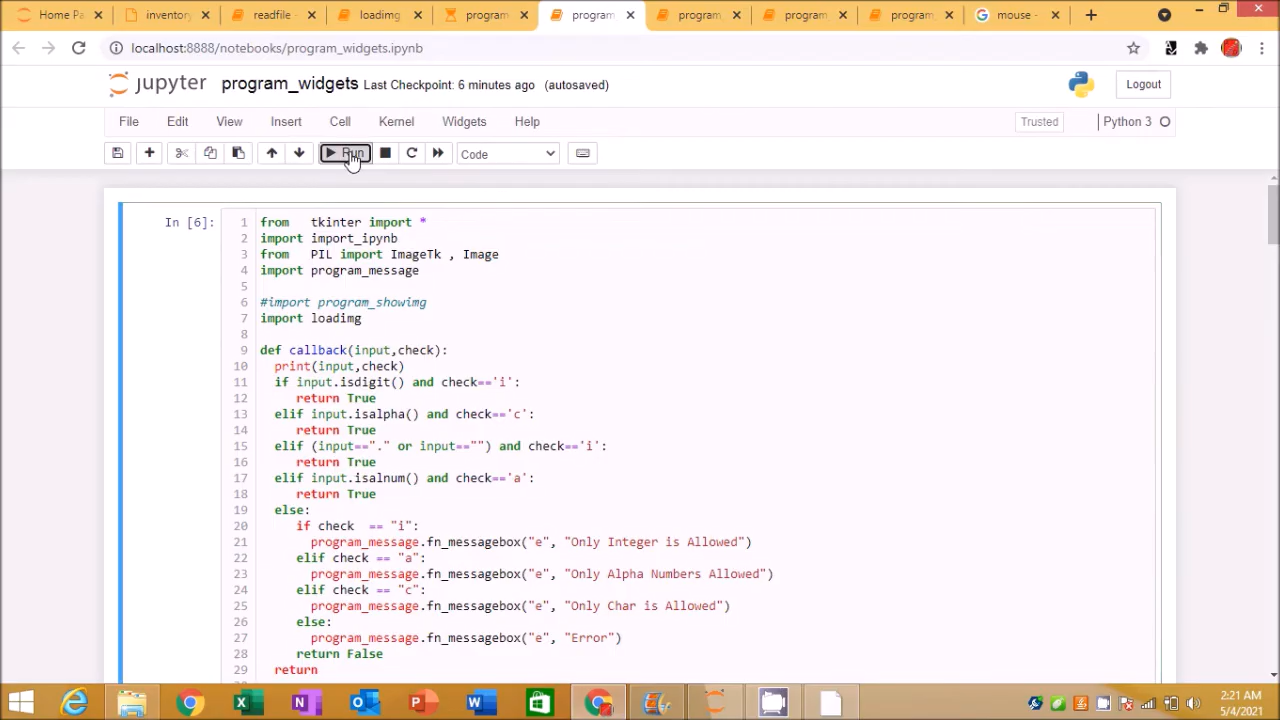 Home Pa
inventory
readfile -
loadimg
program
program
program
program
program
mouse -
localhost:8888/notebooks/program_widgets.ipynb
jupyter program_widgets Last Checkpoint: 6 minutes ago (autosaved)
Logout
File Edit View Insert Cell Kernel Widgets Help
Trusted
Python 3
Run
Code
In [6]:
1 from tkinter import *
2 import import_ipynb
3 from PIL import ImageTk , Image
4 import program_message
5
6 #import program_showimg
7 import loadimg
8
9 def callback(input,check):
10 print(input,check)
11 if input.isdigit() and check=='i':
12 return True
13 elif input.isalpha() and check=='c':
14 return True
15 elif (input=="." or input=="") and check=='i':
16 return True
17 elif input.isalnum() and check=='a':
18 return True
19 else:
20 if check == "i":
21 program_message.fn_messagebox("e", "Only Integer is Allowed")
22 elif check == "a":
23 program_message.fn_messagebox("e", "Only Alpha Numbers Allowed")
24 elif check == "c":
25 program_message.fn_messagebox("e", "Only Char is Allowed")
26 else:
27 program_message.fn_messagebox("e", "Error")
28 return False
29 return
2:21 AM
5/4/2021